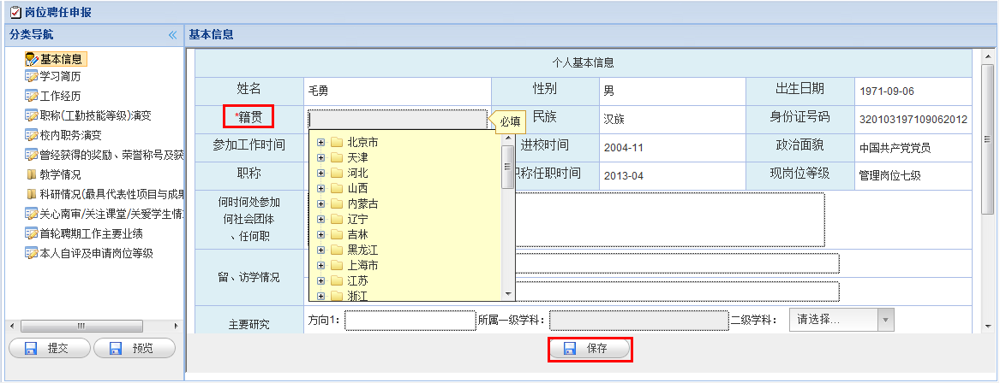 岗位聘任申报
分类导航
基本信息
学习简历
工作经历
职称(工勤技能等级)演变
校内职务演变
曾经获得的奖励、荣誉称号及获
教学情况
科研情况(最具代表性项目与成果
关心南审/关注课堂/关爱学生情
首轮聘期工作主要业绩
本人自评及申请岗位等级
提交 预览
基本信息
个人基本信息
姓名 毛勇 性别 男 出生日期 1971-09-06
*籍贯 必填 民族 汉族 身份证号码 320103197109062012
参加工作时间 进校时间 2004-11 政治面貌 中国共产党党员
职称 职称任职时间 2013-04 现岗位等级 管理岗位七级
北京市
天津
河北
山西
内蒙古
辽宁
吉林
黑龙江
上海市
江苏
浙江
何时何处参加
何社会团体
、任何职
留、访学情况
主要研究 方向1: 所属一级学科: 二级学科: 请选择...
保存